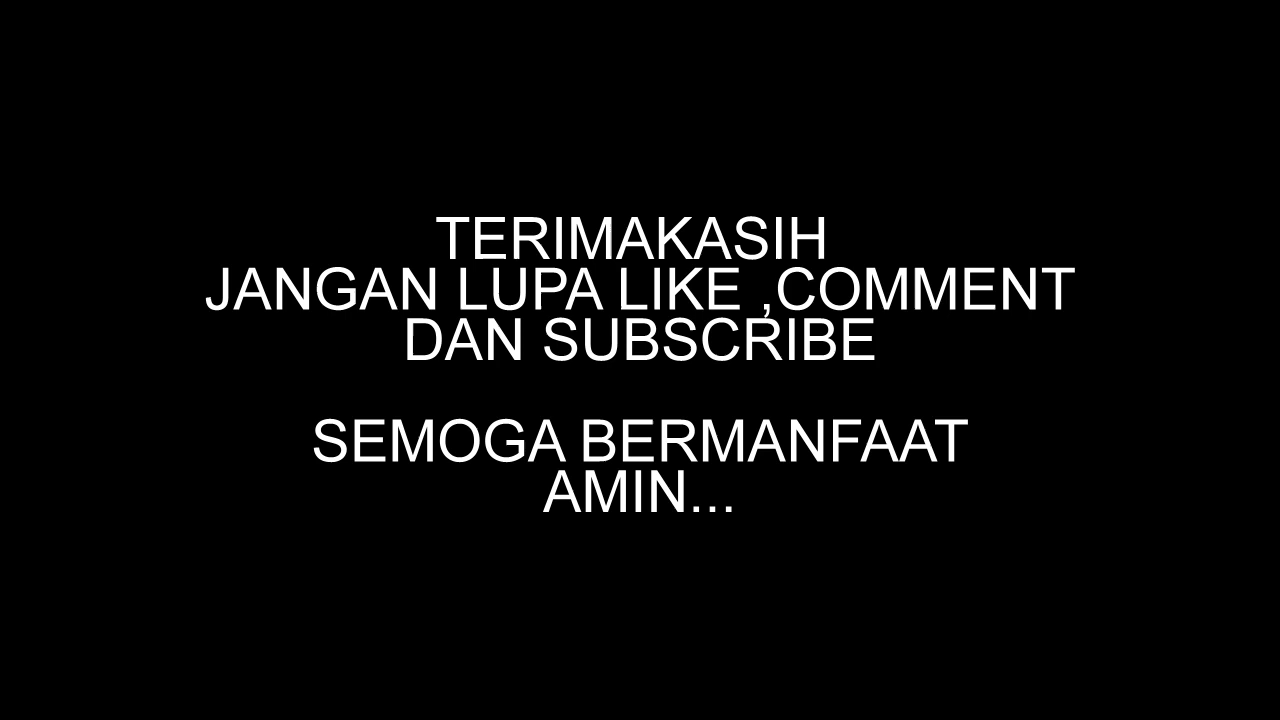 TERIMAKASIH
JANGAN LUPA LIKE ,COMMENT
DAN SUBSCRIBE
SEMOGA BERMANFAAT
AMIN...